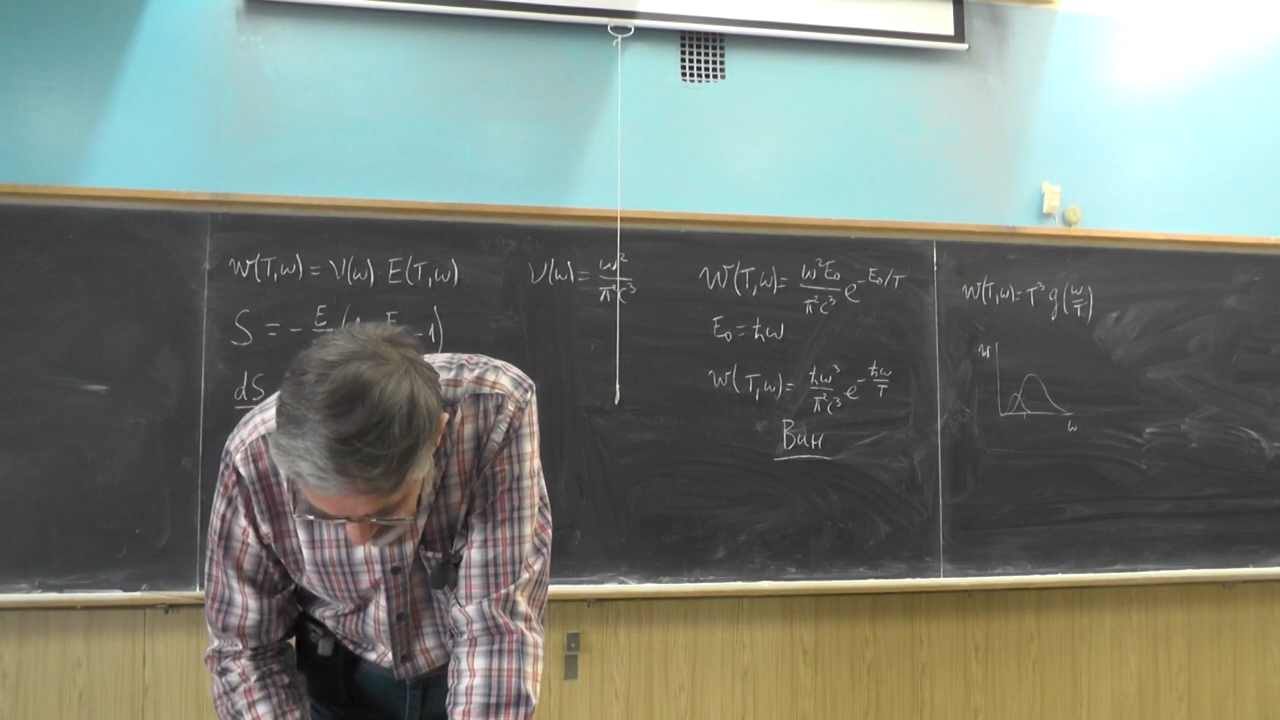 W(T,ω) = ν(ω) · E(T,ω)
S = - E
dS
ν(ω) = ω² / π²c³
W(T,ω) = ω²E₀ / π²c³ e^(-E₀/T)
E₀ = ħω
W(T,ω) = ħω³ / π²c³ e^(-ħω/T)
Вин
W(T,ω) = T³ g(ω/T)
W
ω